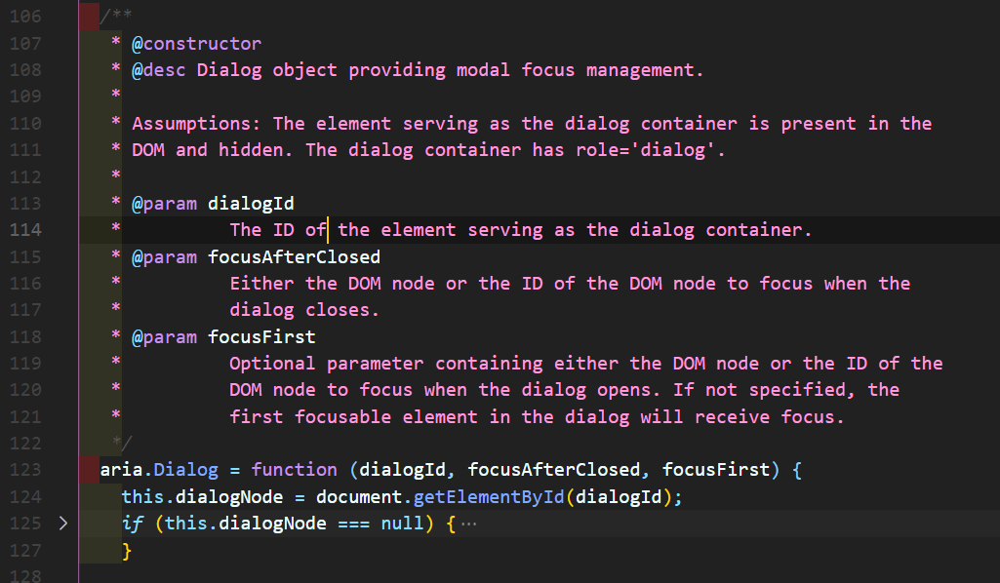 106 /**
107 * @constructor
108 * @desc Dialog object providing modal focus management.
109 *
110 * Assumptions: The element serving as the dialog container is present in the
111 * DOM and hidden. The dialog container has role='dialog'.
112 *
113 * @param dialogId
114 * The ID of the element serving as the dialog container.
115 * @param focusAfterClosed
116 * Either the DOM node or the ID of the DOM node to focus when the
117 * dialog closes.
118 * @param focusFirst
119 * Optional parameter containing either the DOM node or the ID of the
120 * DOM node to focus when the dialog opens. If not specified, the
121 * first focusable element in the dialog will receive focus.
122 */
123 aria.Dialog = function (dialogId, focusAfterClosed, focusFirst) {
124 this.dialogNode = document.getElementById(dialogId);
125 if (this.dialogNode === null) {···
127 }
128